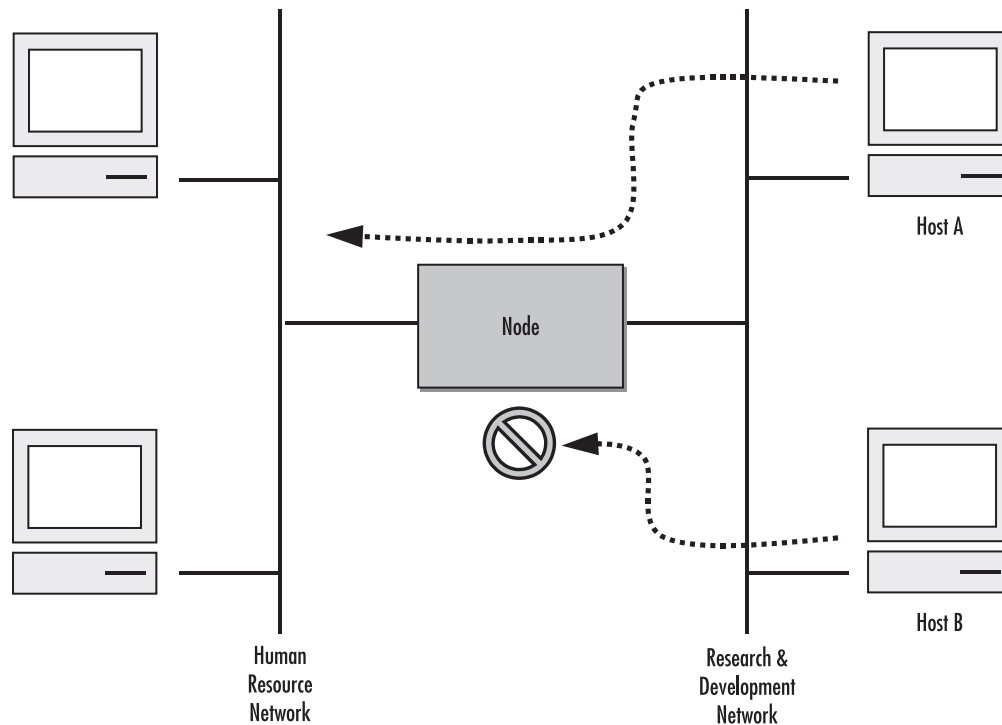 Host A
Node
Host B
Human
Resource
Network
Research &
Development
Network